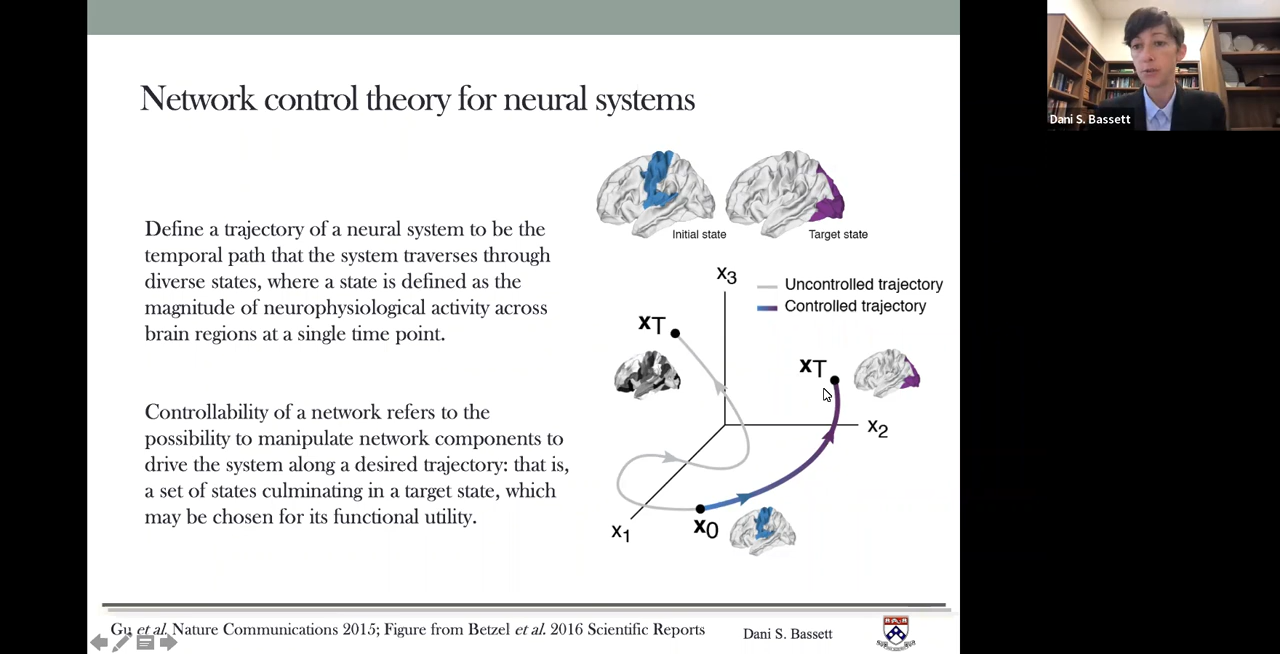 Network control theory for neural systems
Dani S. Bassett
Initial state
Target state
Define a trajectory of a neural system to be the
temporal path that the system traverses through
diverse states, where a state is defined as the
magnitude of neurophysiological activity across
brain regions at a single time point.
Controllability of a network refers to the
possibility to manipulate network components to
drive the system along a desired trajectory: that is,
a set of states culminating in a target state, which
may be chosen for its functional utility.
x3
Uncontrolled trajectory
Controlled trajectory
xT
xT
x2
x1
x0
Gu et al. Nature Communications 2015; Figure from Betzel et al. 2016 Scientific Reports
Dani S. Bassett